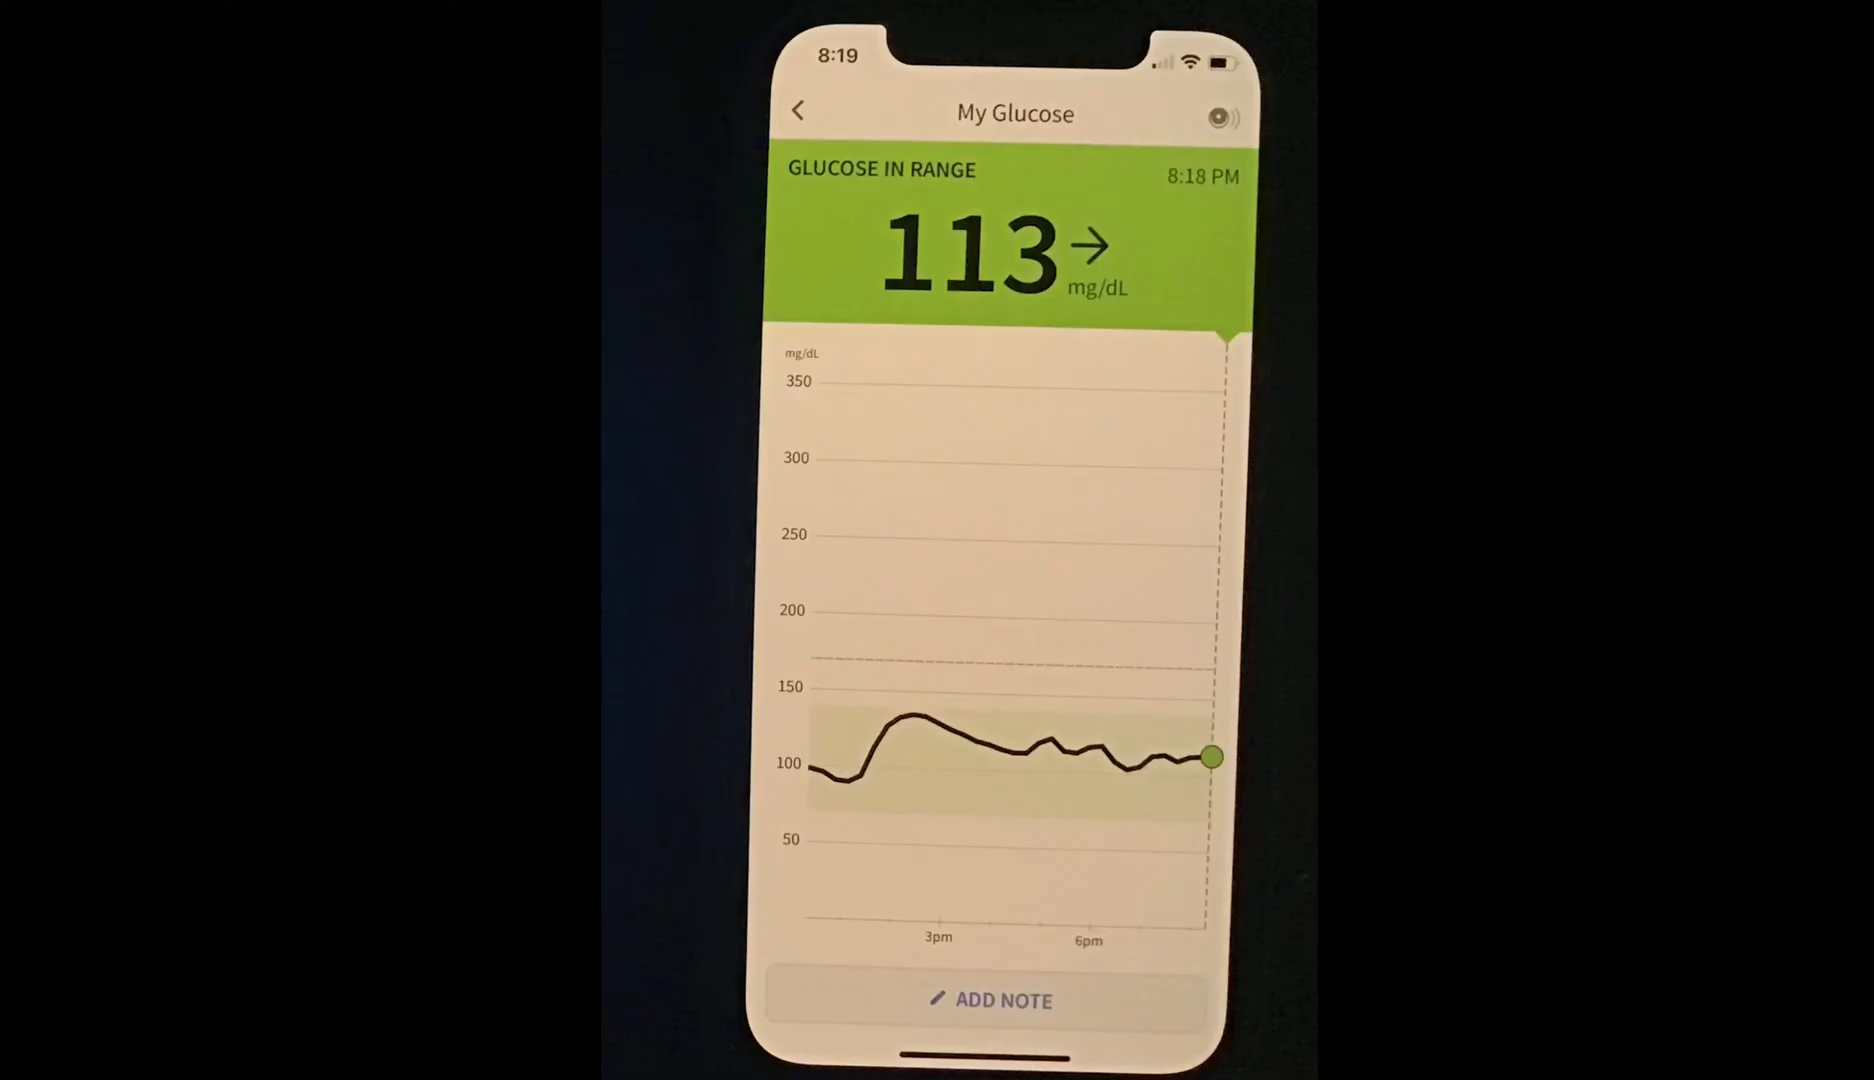 8:19
My Glucose
GLUCOSE IN RANGE
8:18 PM
113
mg/dL
mg/dL
350
300
250
200
150
100
50
3pm
6pm
ADD NOTE